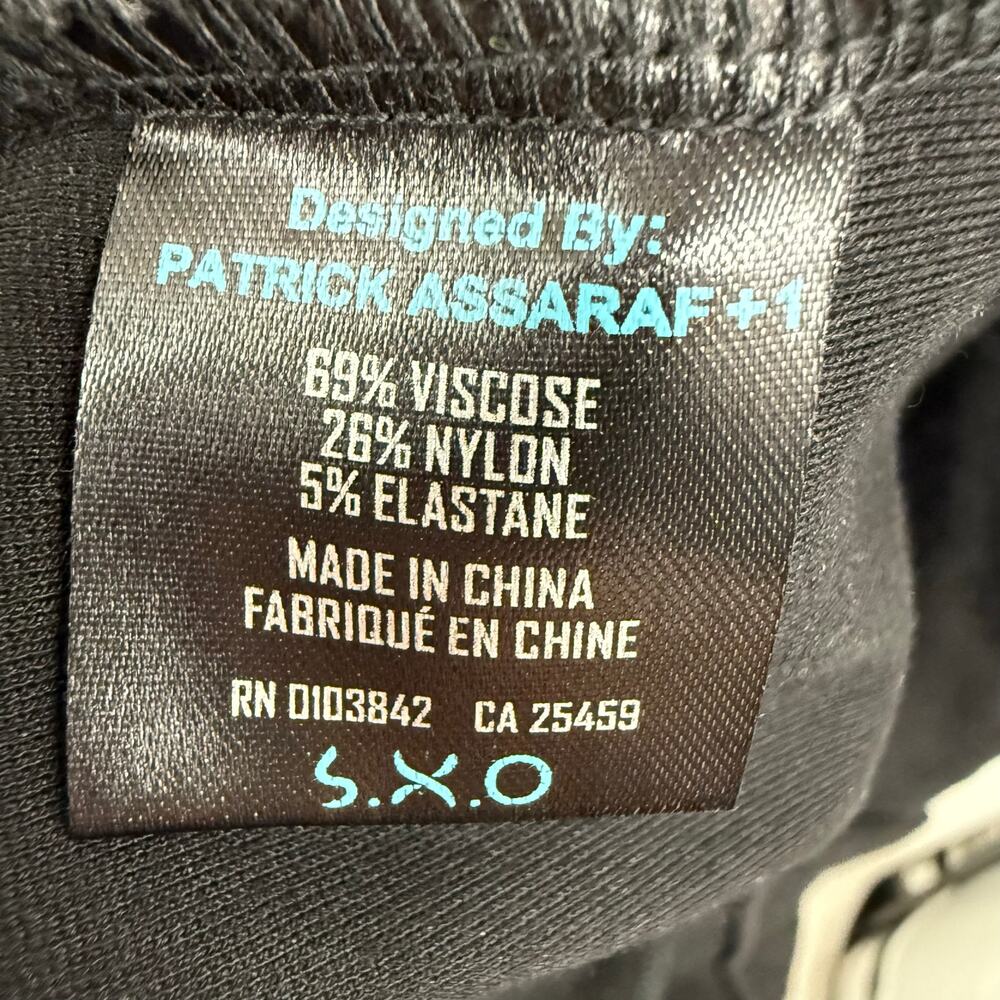 Designed By:
PATRICK ASSARAF +1
69% VISCOSE
26% NYLON
5% ELASTANE
MADE IN CHINA
FABRIQUÉ EN CHINE
RN 0103842 CA 25459
S.X.O